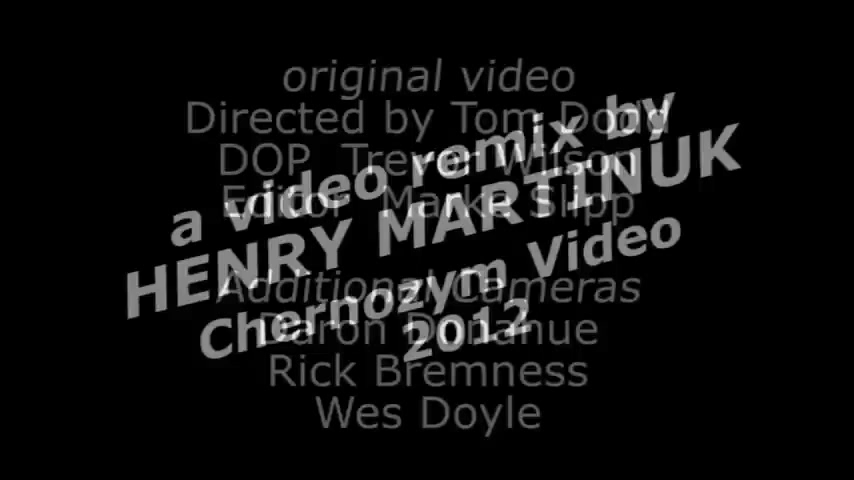 original video
Directed by Tom Dodd
DOP Trevor Wilson
Editor Marke Slipp
Additional Cameras
Daron Donahue
Rick Bremness
Wes Doyle
a video remix by
HENRY MARTINUK
Chernozym Video
2012